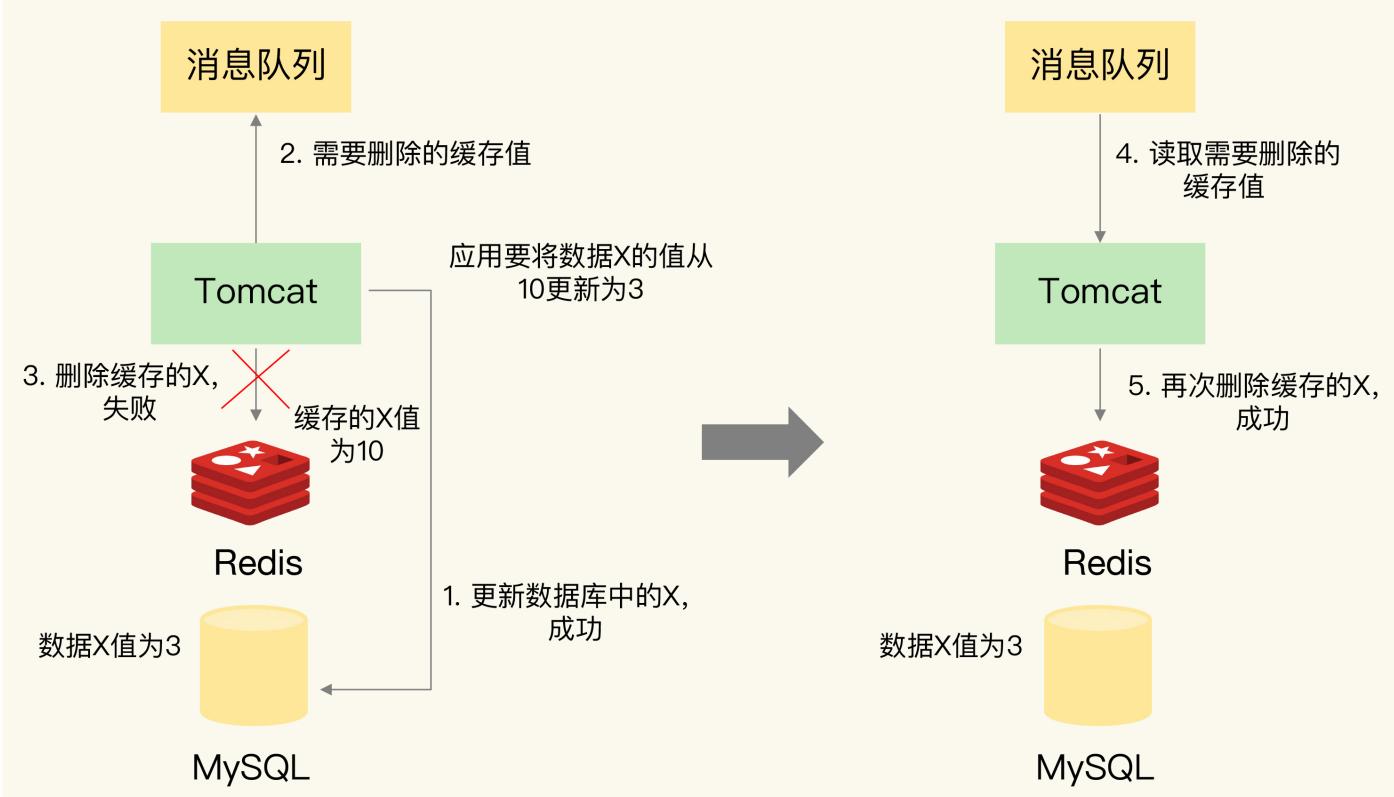 消息队列
2. 需要删除的缓存值
应用要将数据X的值从
10更新为3
Tomcat
3. 删除缓存的X,
失败
缓存的X值
为10
Redis
1. 更新数据库中的X,
成功
数据X值为3
MySQL
消息队列
4. 读取需要删除的
缓存值
Tomcat
5. 再次删除缓存的X,
成功
Redis
数据X值为3
MySQL